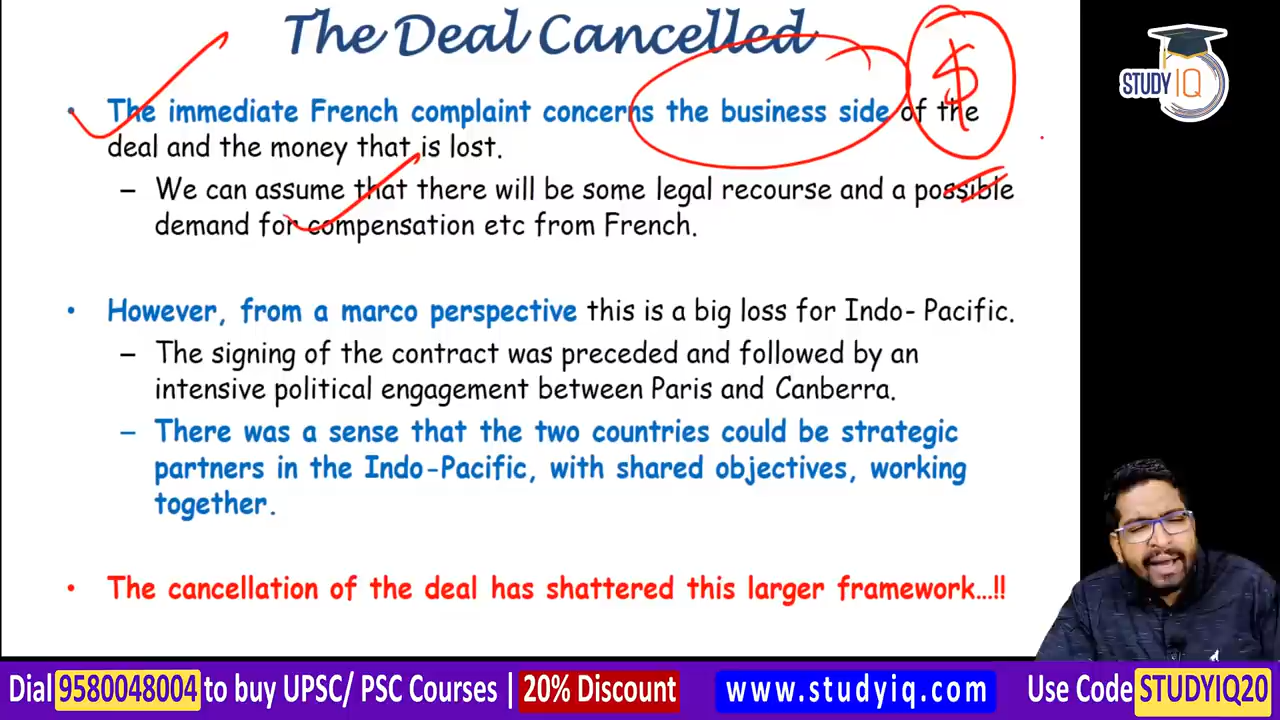 The Deal Cancelled
$
STUDY IQ
• The immediate French complaint concerns the business side of the
deal and the money that is lost.
– We can assume that there will be some legal recourse and a possible
demand for compensation etc from French.
• However, from a marco perspective this is a big loss for Indo- Pacific.
– The signing of the contract was preceded and followed by an
intensive political engagement between Paris and Canberra.
– There was a sense that the two countries could be strategic
partners in the Indo-Pacific, with shared objectives, working
together.
• The cancellation of the deal has shattered this larger framework...!!
Dial 9580048004 to buy UPSC/ PSC Courses | 20% Discount www.studyiq.com Use Code STUDYIQ20